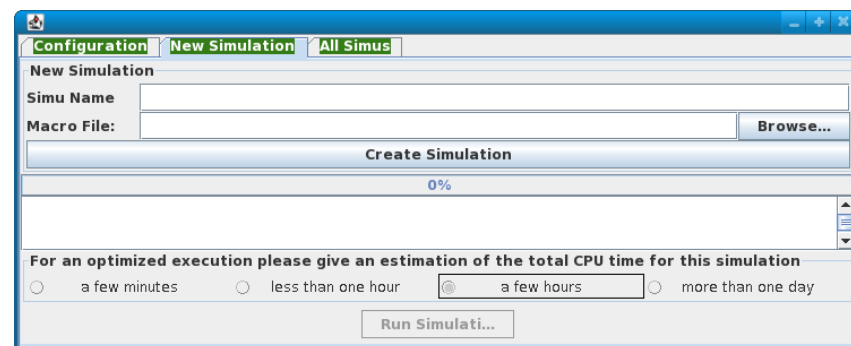 Configuration New Simulation All Simus
New Simulation
Simu Name
Macro File: Browse...
Create Simulation
0%
For an optimized execution please give an estimation of the total CPU time for this simulation
a few minutes less than one hour a few hours more than one day
Run Simulati...